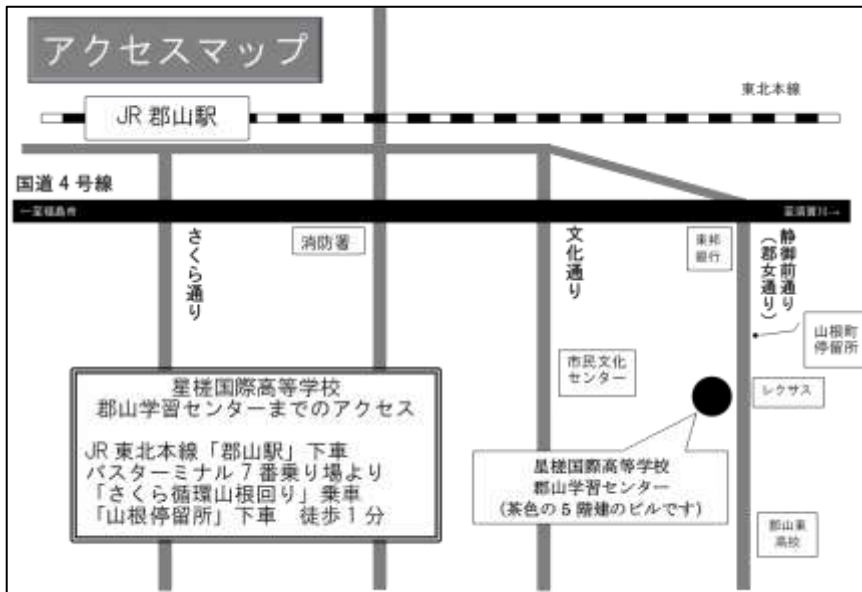 アクセスマップ
東北本線
JR 郡山駅
国道４号線
←至福島市
至須賀川→
さくら通り
消防署
文化通り
東邦
銀行
静御前通り
（郡女通り）
山根町
停留所
市民文化
センター
レクサス
星槎国際高等学校
郡山学習センターまでのアクセス
JR 東北本線「郡山駅」下車
バスターミナル７番乗り場より
「さくら循環山根回り」乗車
「山根停留所」下車　徒歩１分
星槎国際高等学校
郡山学習センター
(茶色の 5 階建のビルです)
郡山東
高校